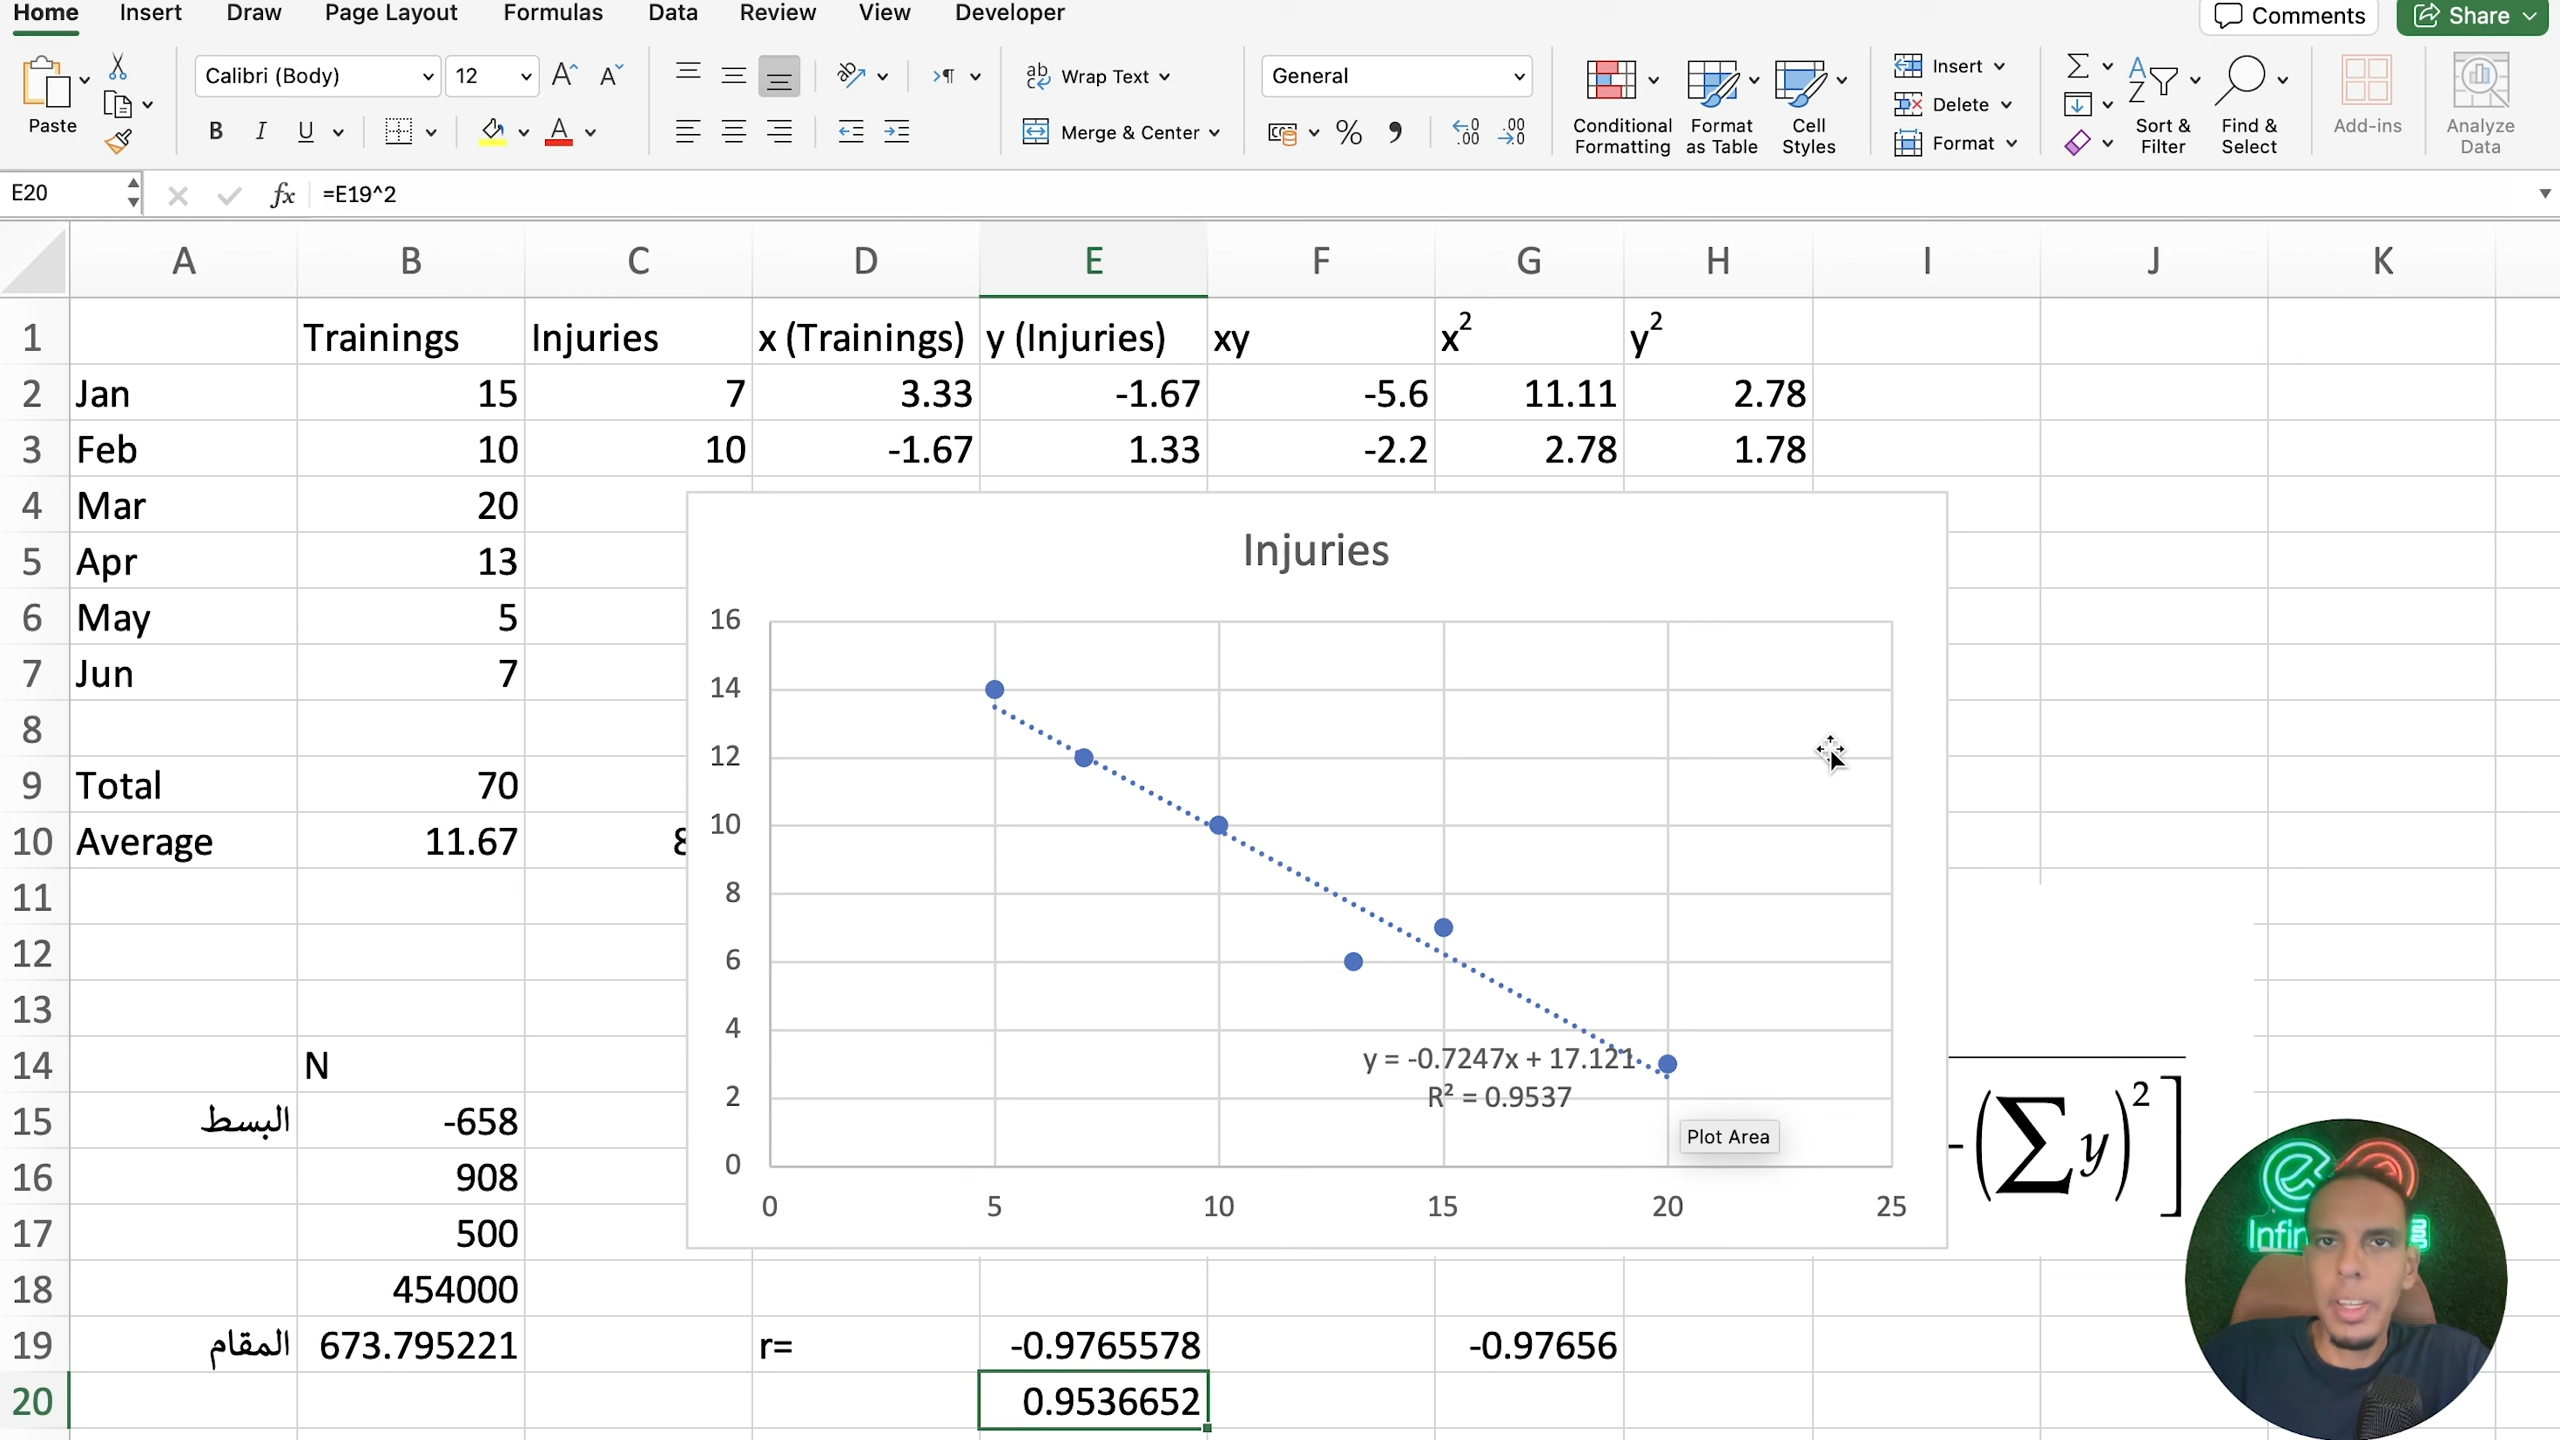 Home Insert Draw Page Layout Formulas Data Review View Developer Comments Share
Calibri (Body) 12 Wrap Text General Insert
Paste Delete
B I U Merge & Center % Conditional Formatting Format as Table Cell Styles Format Sort & Filter Find & Select Add-ins Analyze Data
E20 fx =E19^2
A B C D E F G H I J K
1 Trainings Injuries x (Trainings) y (Injuries) xy x² y²
2 Jan 15 7 3.33 -1.67 -5.6 11.11 2.78
3 Feb 10 10 -1.67 1.33 -2.2 2.78 1.78
4 Mar 20
5 Apr 13
6 May 5
7 Jun 7
8
9 Total 70
10 Average 11.67 8
11
12
13
14 N
15 البسط -658
16 908
17 500
18 454000
19 المقام 673.795221 r= -0.9765578 -0.97656
20 0.9536652
Injuries
16
14
12
10
8
6
4
2
0
0 5 10 15 20 25
y = -0.7247x + 17.121
R² = 0.9537
Plot Area
-(∑y)²]